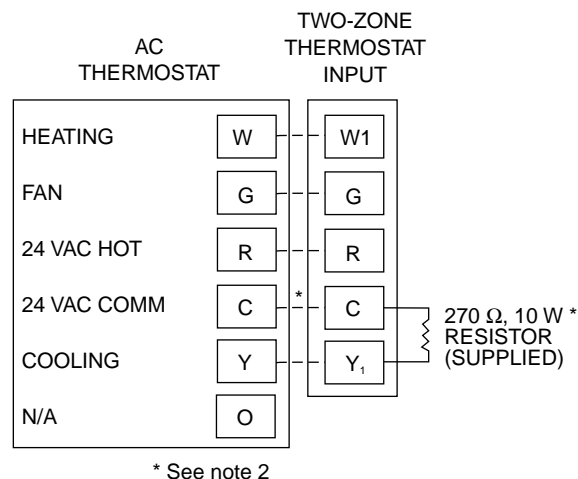 AC
THERMOSTAT
TWO-ZONE
THERMOSTAT
INPUT
HEATING W W1
FAN G G
24 VAC HOT R R
24 VAC COMM C * C
COOLING Y Y1
N/A O
270 Ω, 10 W *
RESISTOR
(SUPPLIED)
* See note 2